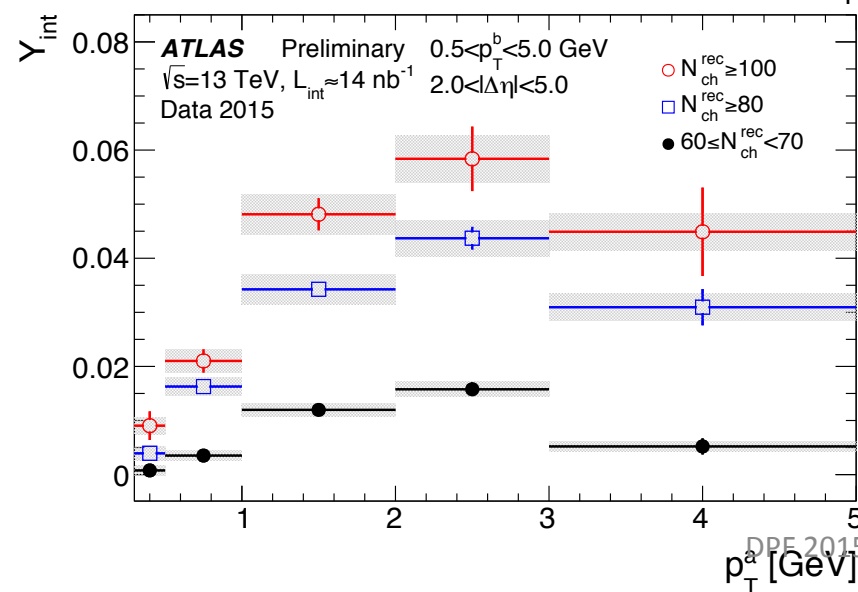 Y_int
0.08
0.06
0.04
0.02
0
ATLAS Preliminary 0.5<p_T^b<5.0 GeV
√s=13 TeV, L_int≈14 nb⁻¹ 2.0<|Δη|<5.0
Data 2015
N_ch^rec≥100
N_ch^rec≥80
60≤N_ch^rec<70
1 2 3 4 5
DPF 2015
p_T^a [GeV]